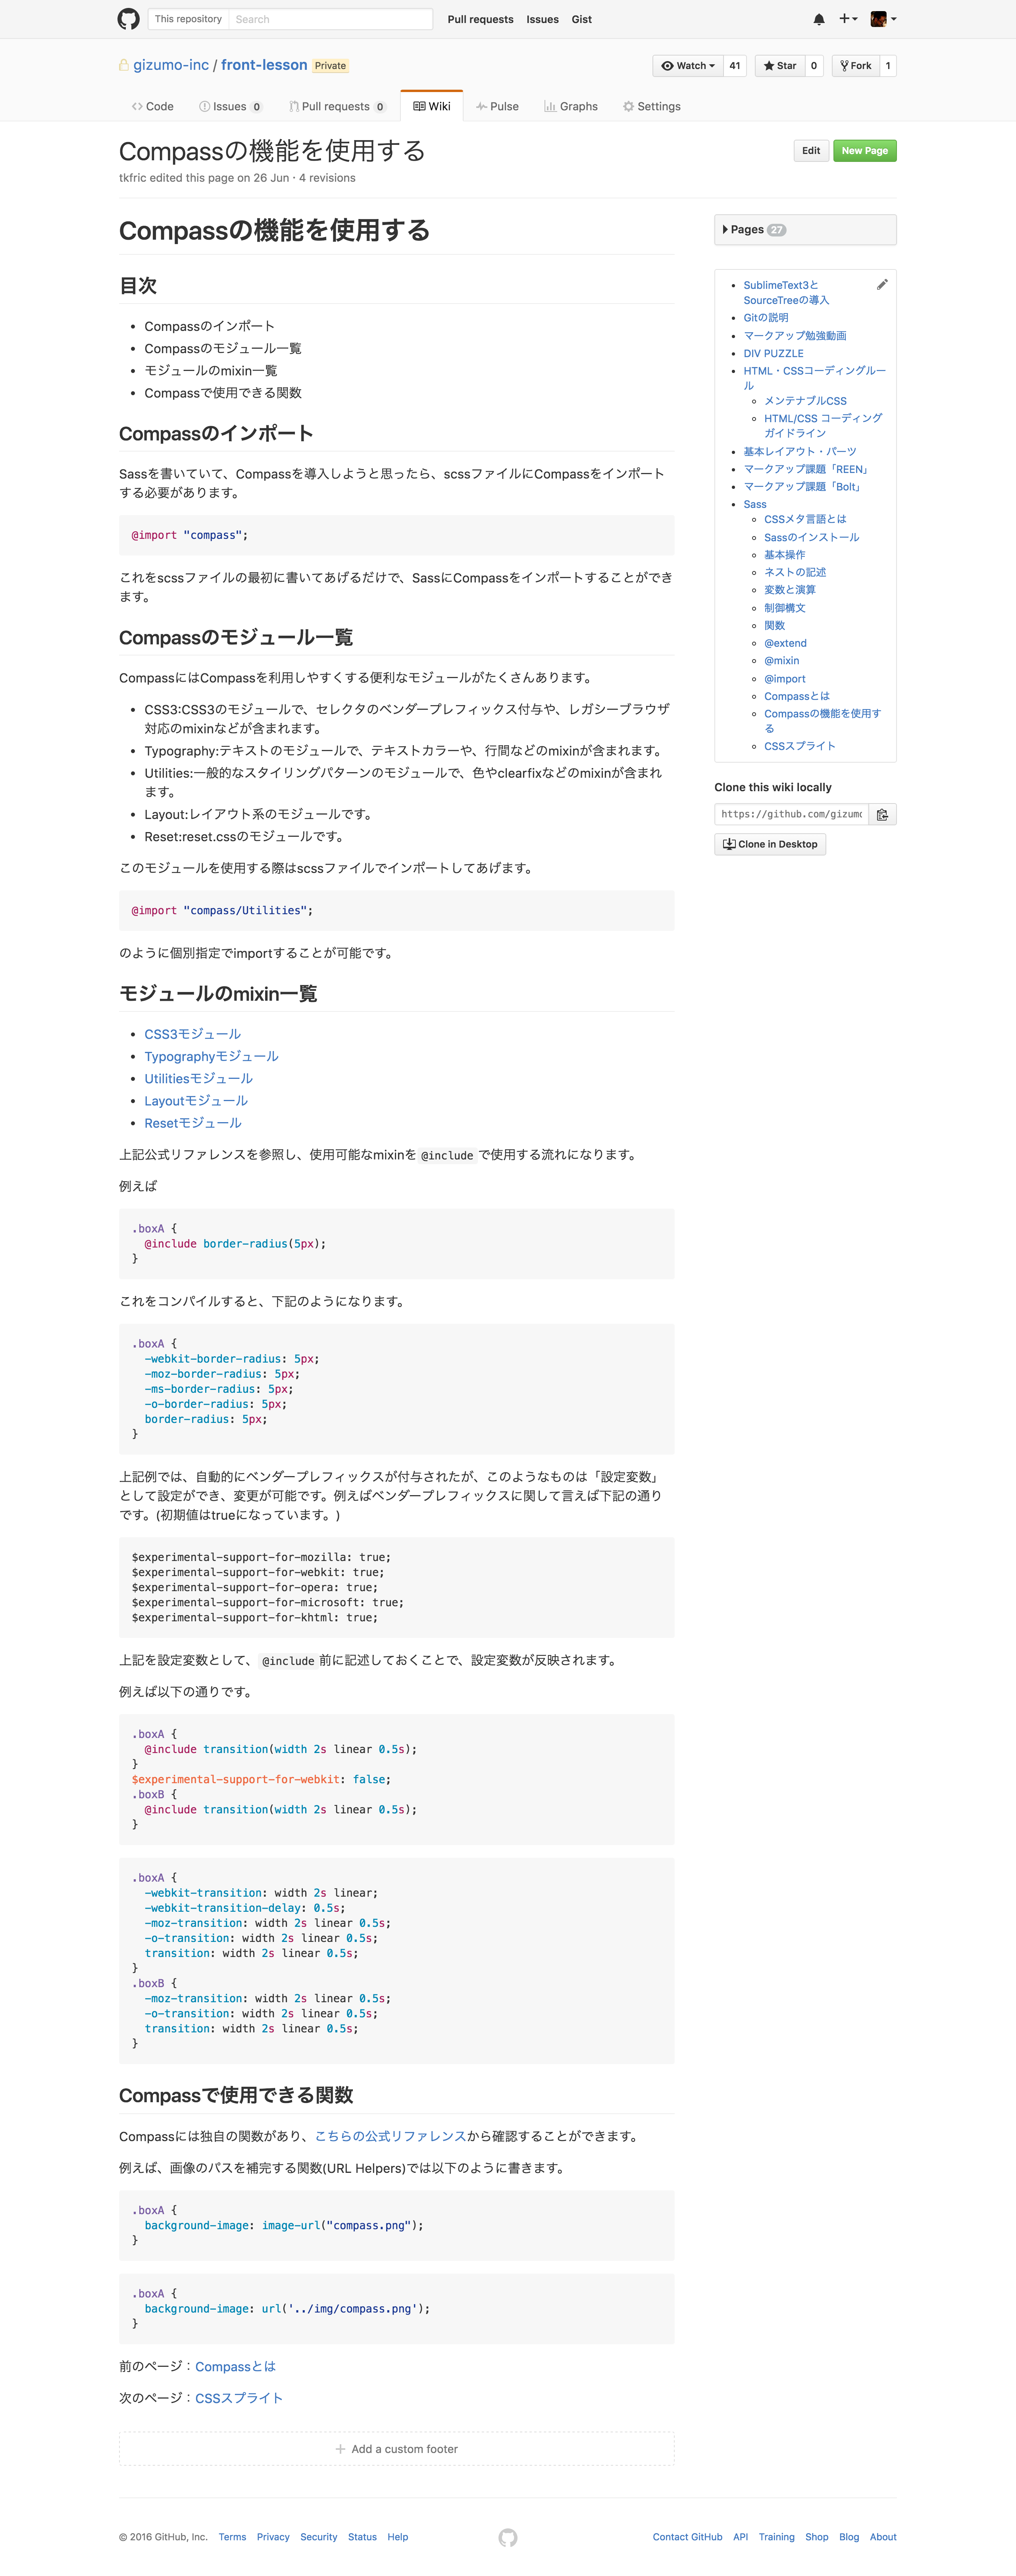 This repository Search Pull requests Issues Gist
gizumo-inc / front-lesson Private Watch 41 Star 0 Fork 1
Code Issues 0 Pull requests 0 Wiki Pulse Graphs Settings
Compassの機能を使用する Edit New Page
tkfric edited this page on 26 Jun · 4 revisions
Compassの機能を使用する
目次
Compassのインポート
Compassのモジュール一覧
モジュールのmixin一覧
Compassで使用できる関数
Compassのインポート
Sassを書いていて、Compassを導入しようと思ったら、scssファイルにCompassをインポート
する必要があります。
@import "compass";
これをscssファイルの最初に書いてあげるだけで、SassにCompassをインポートすることができ
ます。
Compassのモジュール一覧
CompassにはCompassを利用しやすくする便利なモジュールがたくさんあります。
CSS3:CSS3のモジュールで、セレクタのベンダープレフィックス付与や、レガシーブラウザ
対応のmixinなどが含まれます。
Typography:テキストのモジュールで、テキストカラーや、行間などのmixinが含まれます。
Utilities:一般的なスタイリングパターンのモジュールで、色やclearfixなどのmixinが含まれ
ます。
Layout:レイアウト系のモジュールです。
Reset:reset.cssのモジュールです。
このモジュールを使用する際はscssファイルでインポートしてあげます。
@import "compass/Utilities";
のように個別指定でimportすることが可能です。
モジュールのmixin一覧
CSS3モジュール
Typographyモジュール
Utilitiesモジュール
Layoutモジュール
Resetモジュール
上記公式リファレンスを参照し、使用可能なmixinを @include で使用する流れになります。
例えば
.boxA {
@include border-radius(5px);
}
これをコンパイルすると、下記のようになります。
.boxA {
-webkit-border-radius: 5px;
-moz-border-radius: 5px;
-ms-border-radius: 5px;
-o-border-radius: 5px;
border-radius: 5px;
}
上記例では、自動的にベンダープレフィックスが付与されたが、このようなものは「設定変数」
として設定ができ、変更が可能です。例えばベンダープレフィックスに関して言えば下記の通り
です。(初期値はtrueになっています。)
$experimental-support-for-mozilla: true;
$experimental-support-for-webkit: true;
$experimental-support-for-opera: true;
$experimental-support-for-microsoft: true;
$experimental-support-for-khtml: true;
上記を設定変数として、 @include 前に記述しておくことで、設定変数が反映されます。
例えば以下の通りです。
.boxA {
@include transition(width 2s linear 0.5s);
}
$experimental-support-for-webkit: false;
.boxB {
@include transition(width 2s linear 0.5s);
}
.boxA {
-webkit-transition: width 2s linear;
-webkit-transition-delay: 0.5s;
-moz-transition: width 2s linear 0.5s;
-o-transition: width 2s linear 0.5s;
transition: width 2s linear 0.5s;
}
.boxB {
-moz-transition: width 2s linear 0.5s;
-o-transition: width 2s linear 0.5s;
transition: width 2s linear 0.5s;
}
Compassで使用できる関数
Compassには独自の関数があり、こちらの公式リファレンスから確認することができます。
例えば、画像のパスを補完する関数(URL Helpers)では以下のように書きます。
.boxA {
background-image: image-url("compass.png");
}
.boxA {
background-image: url('../img/compass.png');
}
前のページ：Compassとは
次のページ：CSSスプライト
Add a custom footer
Pages 27
SublimeText3と
SourceTreeの導入
Gitの説明
マークアップ勉強動画
DIV PUZZLE
HTML・CSSコーディングルー
ル
メンテナブルCSS
HTML/CSS コーディング
ガイドライン
基本レイアウト・パーツ
マークアップ課題「REEN」
マークアップ課題「Bolt」
Sass
CSSメタ言語とは
Sassのインストール
基本操作
ネストの記述
変数と演算
制御構文
関数
@extend
@mixin
@import
Compassとは
Compassの機能を使用す
る
CSSスプライト
Clone this wiki locally
https://github.com/gizumo
Clone in Desktop
© 2016 GitHub, Inc. Terms Privacy Security Status Help Contact GitHub API Training Shop Blog About